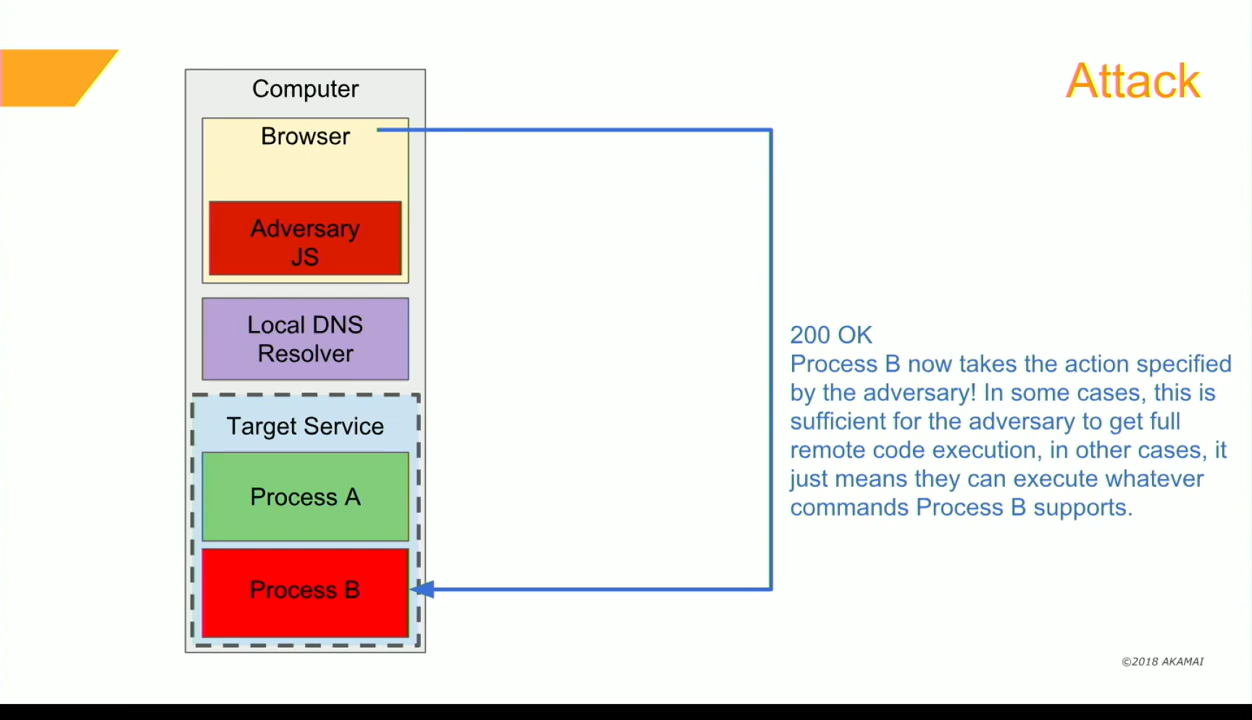 Attack
Computer
Browser
Adversary
JS
Local DNS
Resolver
Target Service
Process A
Process B
200 OK
Process B now takes the action specified
by the adversary! In some cases, this is
sufficient for the adversary to get full
remote code execution, in other cases, it
just means they can execute whatever
commands Process B supports.
©2018 AKAMAI